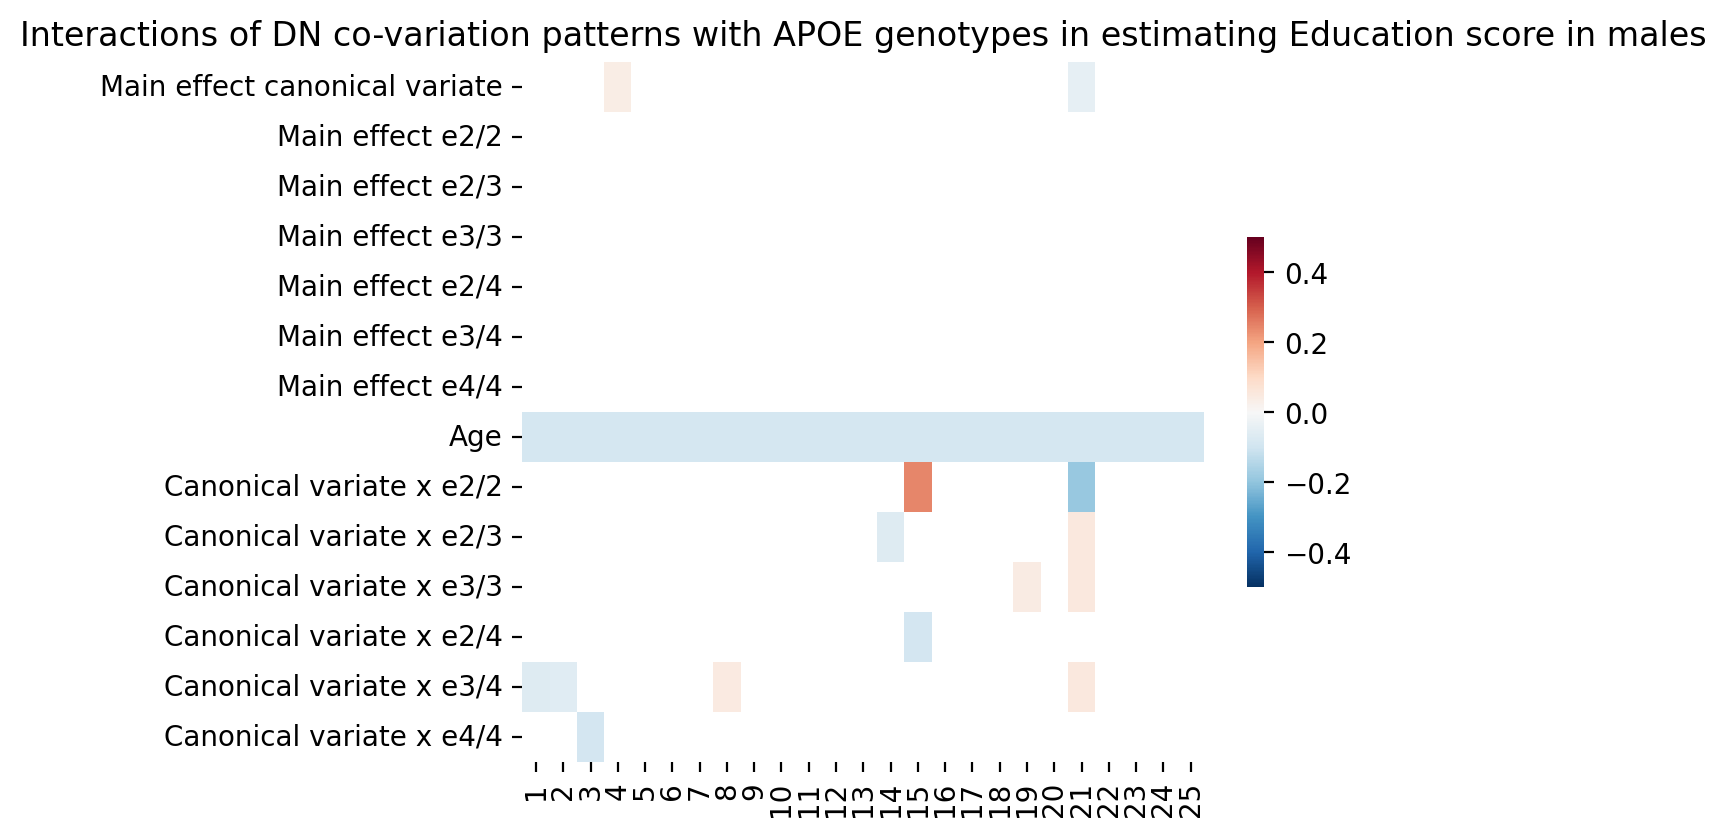 Interactions of DN co-variation patterns with APOE genotypes in estimating Education score in males
Main effect canonical variate
Main effect e2/2
Main effect e2/3
Main effect e3/3
Main effect e2/4
Main effect e3/4
Main effect e4/4
Age
Canonical variate x e2/2
Canonical variate x e2/3
Canonical variate x e3/3
Canonical variate x e2/4
Canonical variate x e3/4
Canonical variate x e4/4
1 2 3 4 5 6 7 8 9 10 11 12 13 14 15 16 17 18 19 20 21 22 23 24 25
0.4
0.2
0.0
−0.2
−0.4